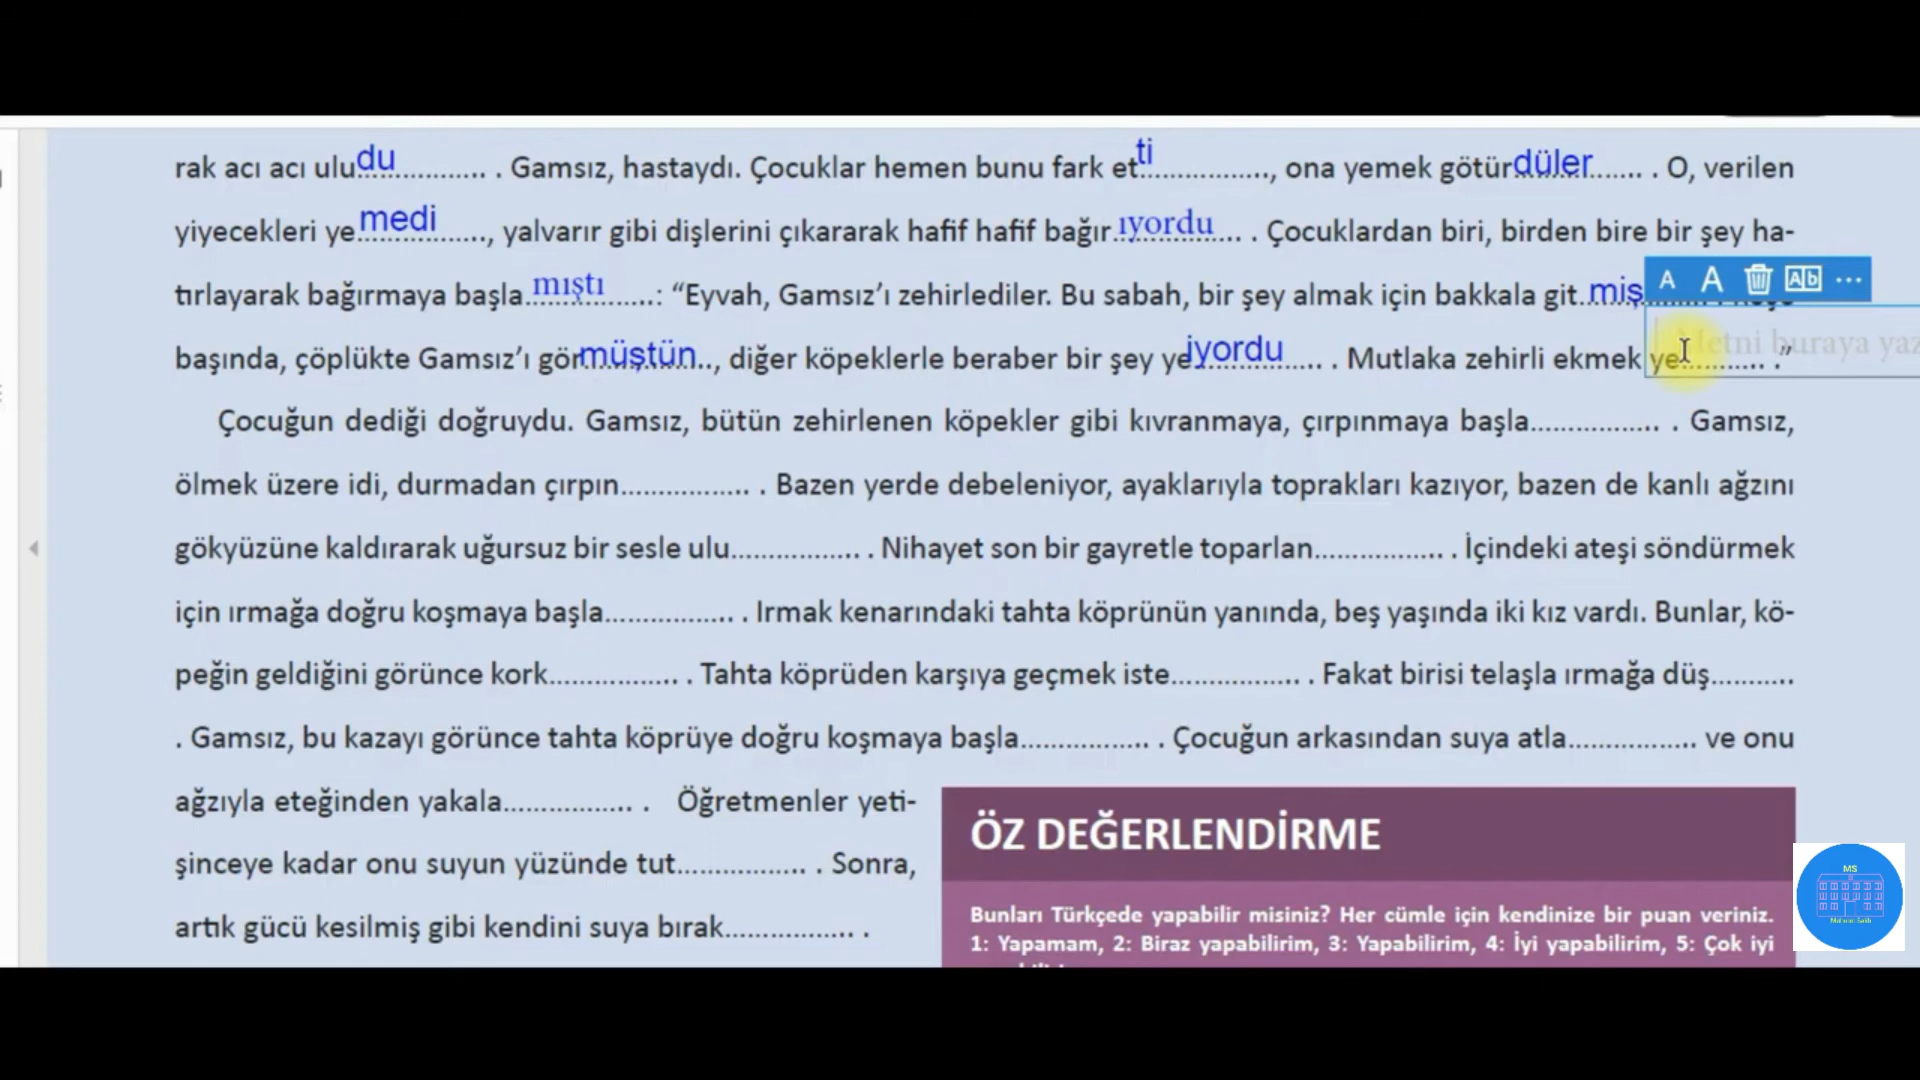 rak acı acı uludu................ . Gamsız, hastaydı. Çocuklar hemen bunu fark etti................, ona yemek götürdüler................ . O, verilen
yiyecekleri yemedi................, yalvarır gibi dişlerini çıkararak hafif hafif bağırıyordu................ . Çocuklardan biri, birden bire bir şey ha-
tırlayarak bağırmaya başlamıştı................: “Eyvah, Gamsız’ı zehirlediler. Bu sabah, bir şey almak için bakkala git miş
A A Ab ...
başında, çöplükte Gamsız’ı görmüştün................, diğer köpeklerle beraber bir şey yeiyordu................ . Mutlaka zehirli ekmek ye........... .”
Metni buraya yaz
Çocuğun dediği doğruydu. Gamsız, bütün zehirlenen köpekler gibi kıvranmaya, çırpınmaya başla................ . Gamsız,
ölmek üzere idi, durmadan çırpın................ . Bazen yerde debeleniyor, ayaklarıyla toprakları kazıyor, bazen de kanlı ağzını
gökyüzüne kaldırarak uğursuz bir sesle ulu................ . Nihayet son bir gayretle toparlan................ . İçindeki ateşi söndürmek
için ırmağa doğru koşmaya başla................ . Irmak kenarındaki tahta köprünün yanında, beş yaşında iki kız vardı. Bunlar, kö-
peğin geldiğini görünce kork................ . Tahta köprüden karşıya geçmek iste................ . Fakat birisi telaşla ırmağa düş..........
. Gamsız, bu kazayı görünce tahta köprüye doğru koşmaya başla................ . Çocuğun arkasından suya atla................ ve onu
ağzıyla eteğinden yakala................ . Öğretmenler yeti-
şinceye kadar onu suyun yüzünde tut................ . Sonra,
artık gücü kesilmiş gibi kendini suya bırak................ .
ÖZ DEĞERLENDİRME
Bunları Türkçede yapabilir misiniz? Her cümle için kendinize bir puan veriniz.
1: Yapamam, 2: Biraz yapabilirim, 3: Yapabilirim, 4: İyi yapabilirim, 5: Çok iyi
MS